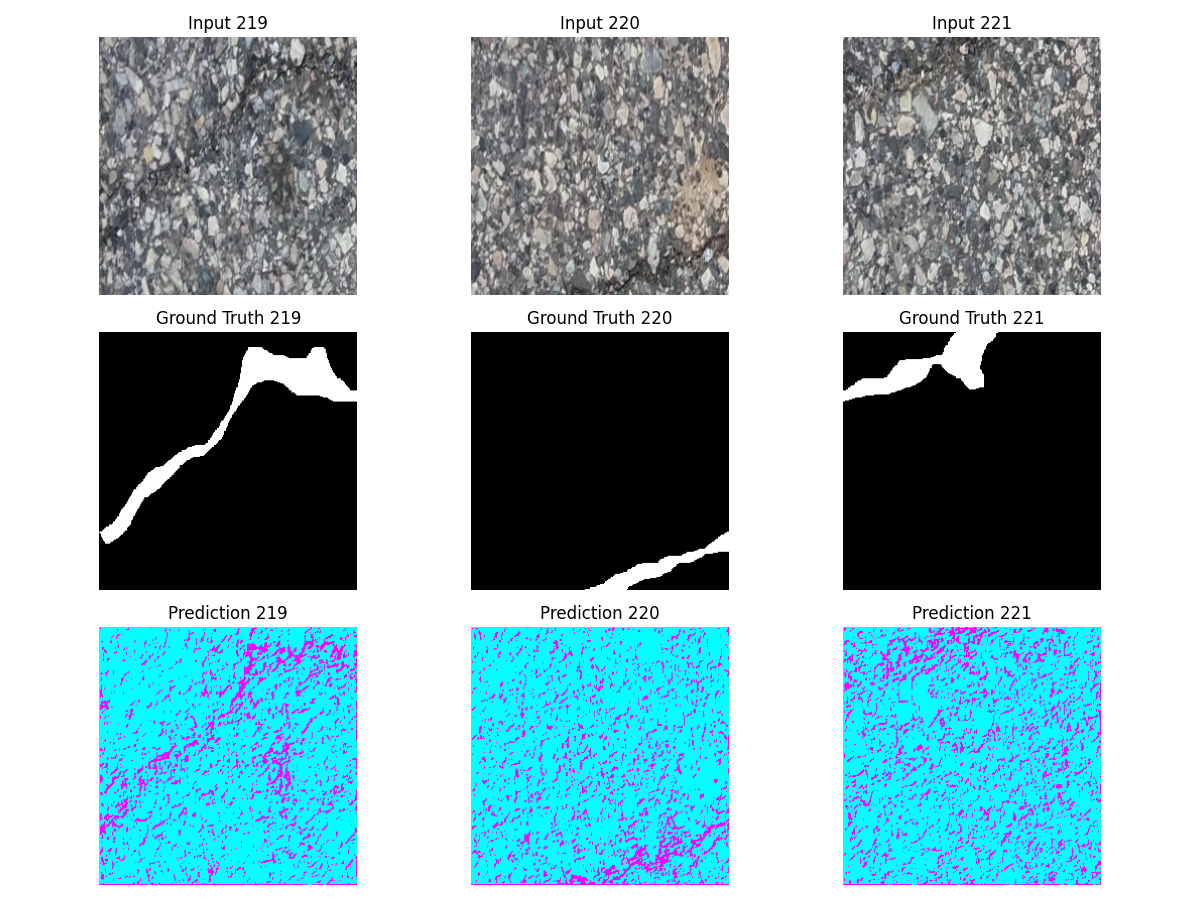 Input 219
Input 220
Input 221
Ground Truth 219
Ground Truth 220
Ground Truth 221
Prediction 219
Prediction 220
Prediction 221